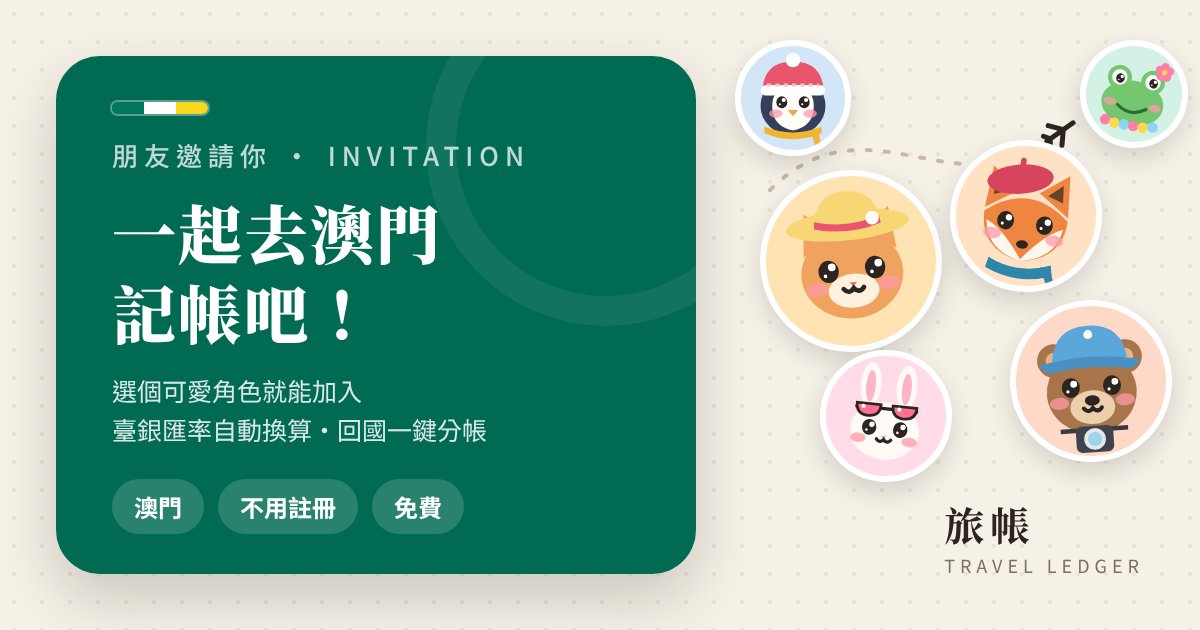 朋友邀請你 • INVITATION
一起去澳門
記帳吧！
選個可愛角色就能加入
臺銀匯率自動換算・回國一鍵分帳
澳門 不用註冊 免費
旅帳
TRAVEL LEDGER